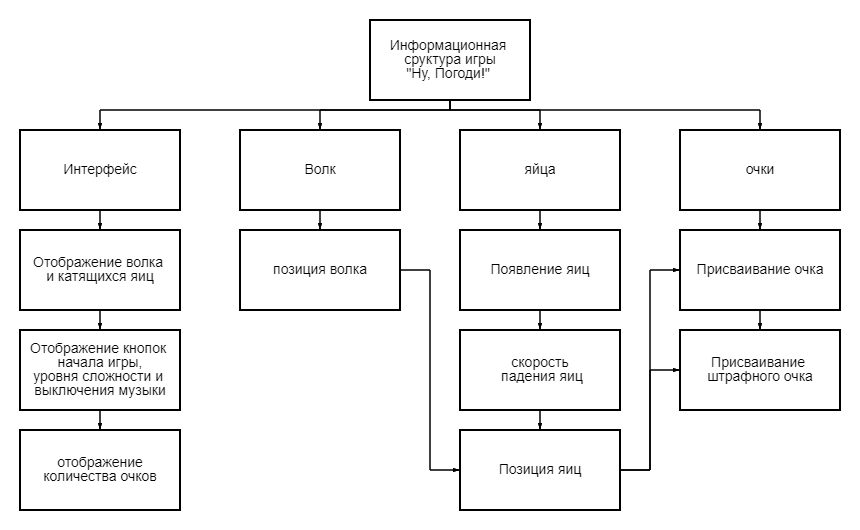 Информационная
сруктура игры
"Ну, Погоди!"
Интерфейс
Волк
яйца
очки
Отображение волка
и катящихся яиц
позиция волка
Появление яиц
Присваивание очка
Отображение кнопок
начала игры,
уровня сложности и
выключения музыки
скорость
падения яиц
Присваивание
штрафного очка
отображение
количества очков
Позиция яиц